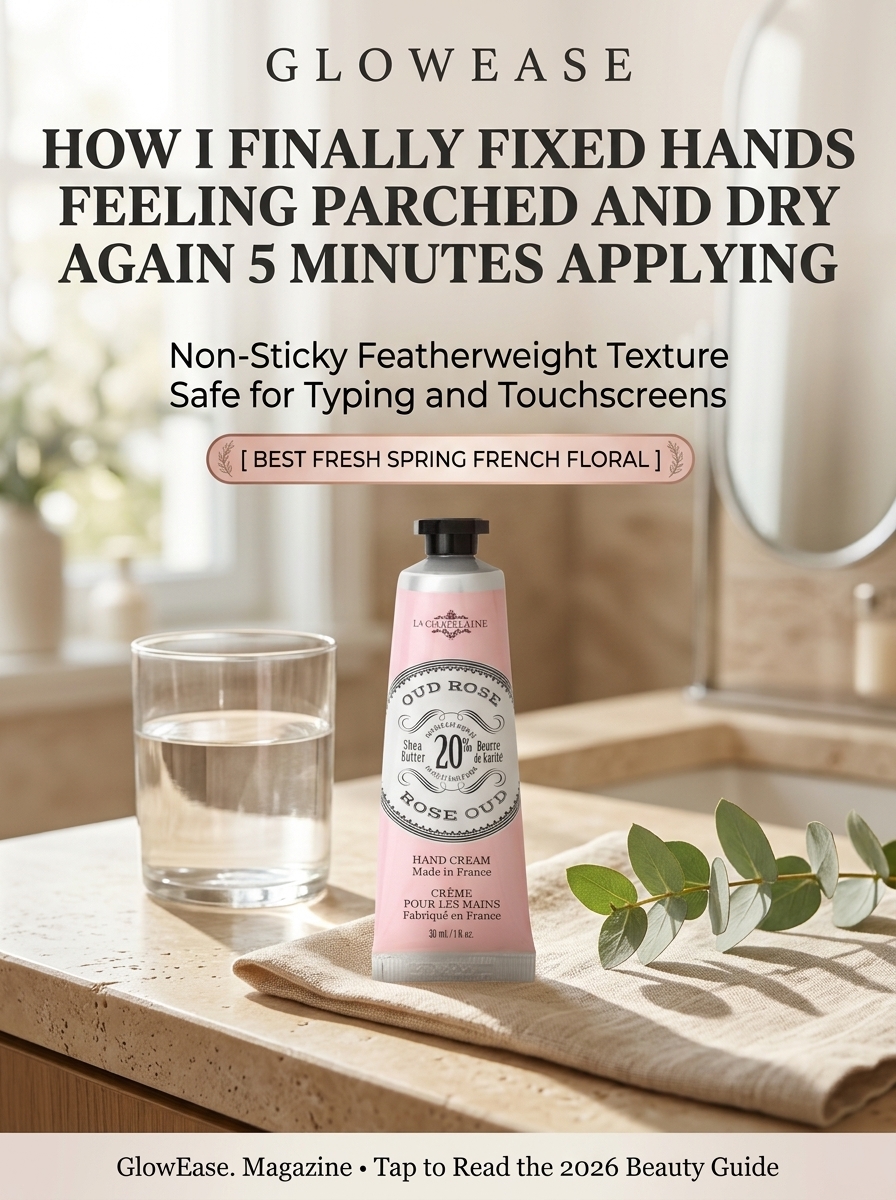 GLOWEASE
HOW I FINALLY FIXED HANDS
FEELING PARCHED AND DRY
AGAIN 5 MINUTES APPLYING
Non-Sticky Featherweight Texture
Safe for Typing and Touchscreens
[ BEST FRESH SPRING FRENCH FLORAL ]
LA
OUD ROSE
Shea Butter
20%
Beurre de karité
ROSE OUD
HAND CREAM
Made in France
CRÈME
POUR LES MAINS
Fabriqué en France
30 mL / 1 fl. oz.
GlowEase. Magazine • Tap to Read the 2026 Beauty Guide